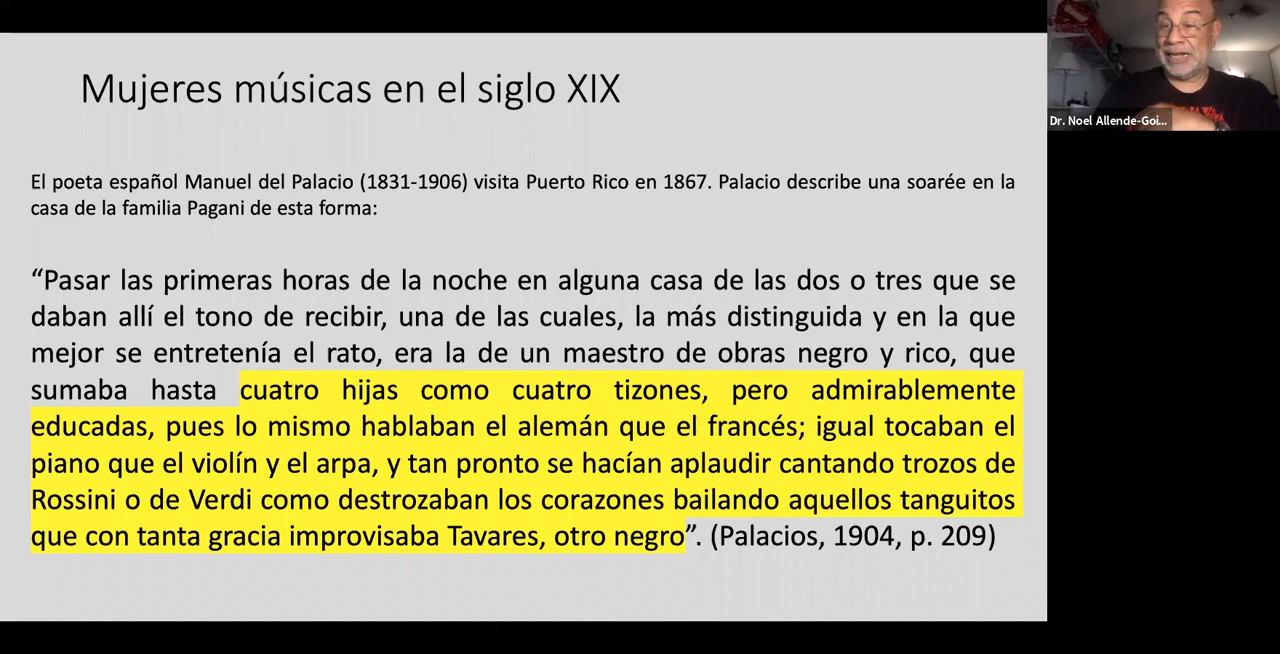 Mujeres músicas en el siglo XIX
Dr. Noel Allende-Goi...
El poeta español Manuel del Palacio (1831-1906) visita Puerto Rico en 1867. Palacio describe una soarée en la
casa de la familia Pagani de esta forma:
“Pasar las primeras horas de la noche en alguna casa de las dos o tres que se
daban allí el tono de recibir, una de las cuales, la más distinguida y en la que
mejor se entretenía el rato, era la de un maestro de obras negro y rico, que
sumaba hasta cuatro hijas como cuatro tizones, pero admirablemente
educadas, pues lo mismo hablaban el alemán que el francés; igual tocaban el
piano que el violín y el arpa, y tan pronto se hacían aplaudir cantando trozos de
Rossini o de Verdi como destrozaban los corazones bailando aquellos tanguitos
que con tanta gracia improvisaba Tavares, otro negro”. (Palacios, 1904, p. 209)